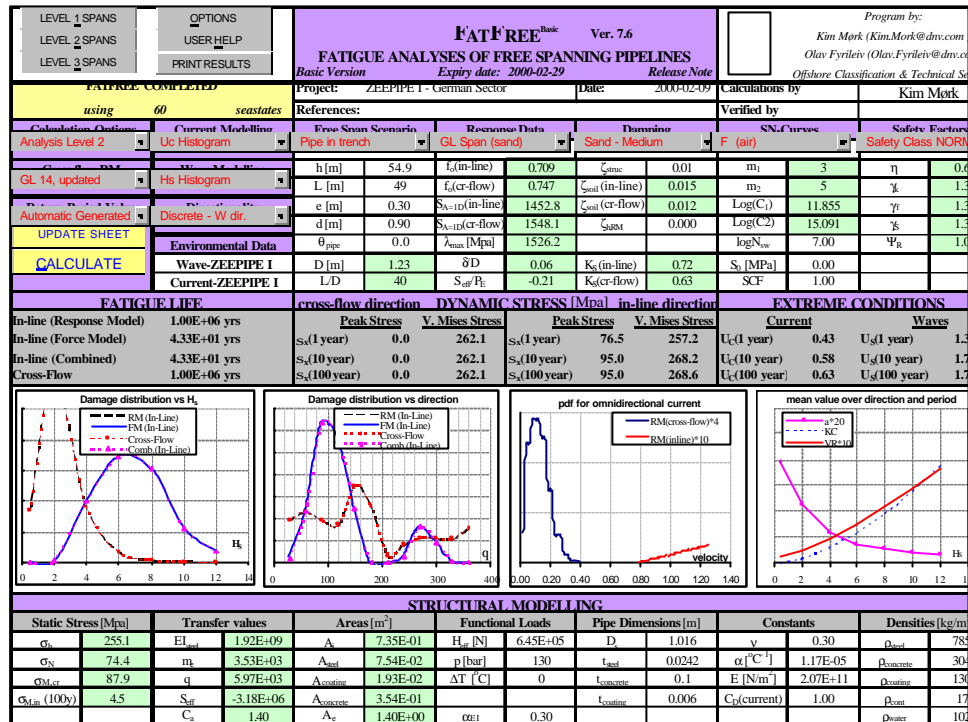 LEVEL 1 SPANS
LEVEL 2 SPANS
LEVEL 3 SPANS
OPTIONS
USER HELP
PRINT RESULTS
FATFREE Basic Ver. 7.6
FATIGUE ANALYSES OF FREE SPANNING PIPELINES
Basic Version Expiry date: 2000-02-29 Release Note
Program by:
Kim Mørk (Kim.Mork@dnv.com
Olav Fyrileiv (Olav.Fyrileiv@dnv.co
Offshore Classification & Technical Se
FATFREE COMPLETED
using 60 seastates
Project: ZEEPIPE I - German Sector Date: 2000-02-09 Calculations by Kim Mørk
References: Verified by
Calculation Options Current Modelling Free Span Scenario Response Data Damping SN-Curves Safety Factors
Analysis Level 2 Uc Histogram Pipe in trench GL Span (sand) Sand - Medium F (air) Safety Class NORM
GL 14, updated Hs Histogram
Automatic Generated Discrete - W dir.
UPDATE SHEET
CALCULATE
Environmental Data
Wave-ZEEPIPE I
Current-ZEEPIPE I
h [m] 54.9 fo(in-line) 0.709 ζstruc 0.01 m1 3 η 0.6
L [m] 49 fo(cr-flow) 0.747 ζsoil (in-line) 0.015 m2 5 γk 1.3
e [m] 0.30 SA=1D(in-line) 1452.8 ζsoil (cr-flow) 0.012 Log(C1) 11.855 γf 1.3
d [m] 0.90 SA=1D(cr-flow) 1548.1 ζhRM 0.000 Log(C2) 15.091 γS 1.3
θpipe 0.0 λmax [Mpa] 1526.2 logNsw 7.00 ΨR 1.0
D [m] 1.23 δ/D 0.06 KS(in-line) 0.72 S0 [MPa] 0.00
L/D 40 Seff/PE -0.21 KS(cr-flow) 0.63 SCF 1.00
FATIGUE LIFE
In-line (Response Model) 1.00E+06 yrs
In-line (Force Model) 4.33E+01 yrs
In-line (Combined) 4.33E+01 yrs
Cross-Flow 1.00E+06 yrs
cross-flow direction DYNAMIC STRESS [Mpa] in-line direction
Peak Stress V. Mises Stress Peak Stress V. Mises Stress
sx(1 year) 0.0 262.1 sx(1 year) 76.5 257.2
sx(10 year) 0.0 262.1 sx(10 year) 95.0 268.2
sx(100 year) 0.0 262.1 sx(100 year) 95.0 268.6
EXTREME CONDITIONS
Current Waves
UC(1 year) 0.43 US(1 year) 1.3
UC(10 year) 0.58 US(10 year) 1.7
UC(100 year) 0.63 US(100 year) 1.7
Damage distribution vs Hs
RM (In-Line)
FM (In-Line)
Cross-Flow
Comb.(In-Line)
Hs
0 2 4 6 8 10 12 14
Damage distribution vs direction
RM (In-Line)
FM (In-Line)
Cross-Flow
Comb.(In-Line)
q
0 100 200 300 400
pdf for omnidirectional current
RM(cross-flow)*4
RM(inline)*10
velocity
0.00 0.20 0.40 0.60 0.80 1.00 1.20 1.40
mean value over direction and period
a*20
KC
VR*10
Hs
0 2 4 6 8 10 12
STRUCTURAL MODELLING
Static Stress [Mpa] Transfer values Areas [m2] Functional Loads Pipe Dimensions [m] Constants Densities [kg/m
σh 255.1 EIsteel 1.92E+09 Ai 7.35E-01 Heff [N] 6.45E+05 Ds 1.016 ν 0.30 ρsteel 785
σN 74.4 me 3.53E+03 Asteel 7.54E-02 p [bar] 130 tsteel 0.0242 α [°C-1] 1.17E-05 ρconcrete 304
σM,cr 87.9 q 5.97E+03 Acoating 1.93E-02 ΔT [°C] 0 tconcrete 0.1 E [N/m2] 2.07E+11 ρcoating 130
σM,in (100y) 4.5 Seff -3.18E+06 Aconcrete 3.54E-01 tcoating 0.006 CD(current) 1.00 ρcont 17
Ca 1.40 Ae 1.40E+00 αEI 0.30 ρwater 102